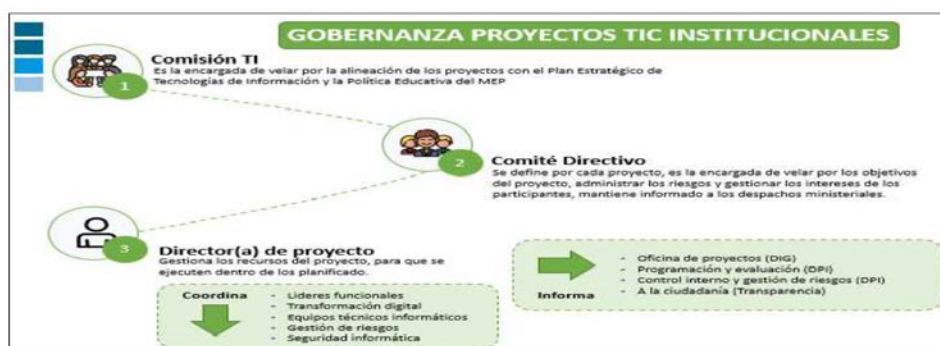 GOBERNANZA PROYECTOS TIC INSTITUCIONALES
Comisión TI
Es la encargada de velar por la alineación de los proyectos con el Plan Estratégico de
Tecnologías de Información y la Política Educativa del MEP
1
2
Comité Directivo
Se define por cada proyecto, es la encargada de velar por los objetivos
del proyecto, administrar los riesgos y gestionar los intereses de los
participantes, mantiene informado a los despachos ministeriales.
3
Director(a) de proyecto
Gestiona los recursos del proyecto, para que se
ejecuten dentro de los planificado.
Coordina
- Lideres funcionales
- Transformación digital
- Equipos técnicos informáticos
- Gestión de riesgos
- Seguridad informática
Informa
- Oficina de proyectos (DIG)
- Programación y evaluación (DPI)
- Control interno y gestión de riesgos (DPI)
- A la ciudadanía (Transparencia)